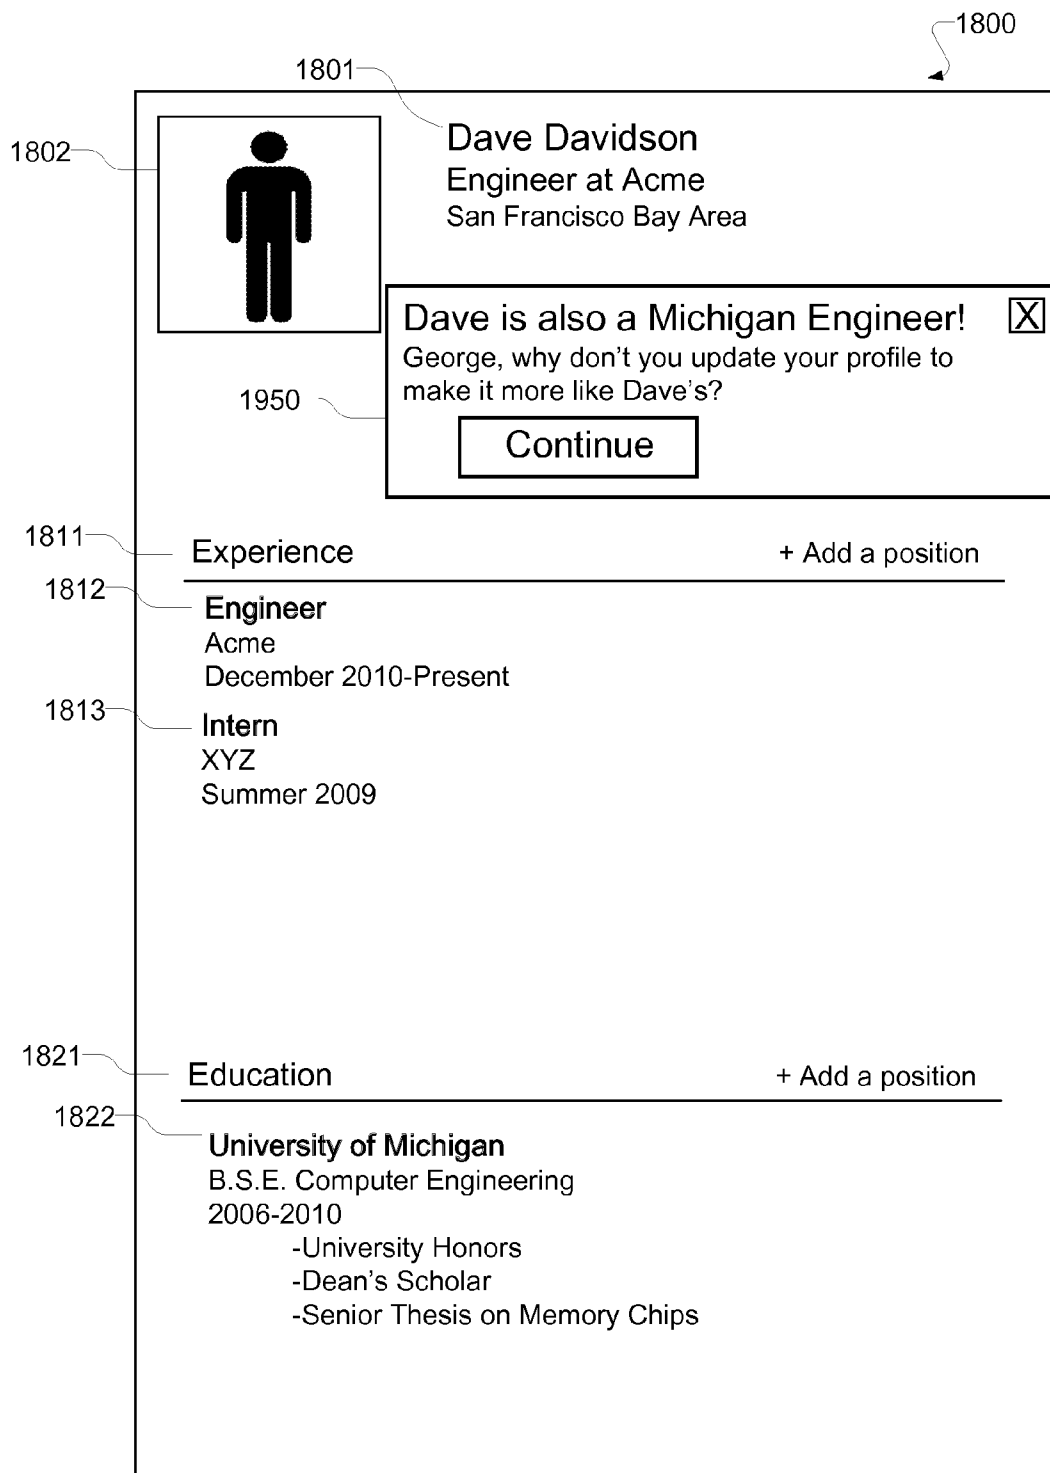 1800
1801
1802
Dave Davidson
Engineer at Acme
San Francisco Bay Area
Dave is also a Michigan Engineer! X
George, why don't you update your profile to
make it more like Dave's?
1950
Continue
1811
Experience + Add a position
1812
Engineer
Acme
December 2010-Present
1813
Intern
XYZ
Summer 2009
1821
Education + Add a position
1822
University of Michigan
B.S.E. Computer Engineering
2006-2010
-University Honors
-Dean's Scholar
-Senior Thesis on Memory Chips